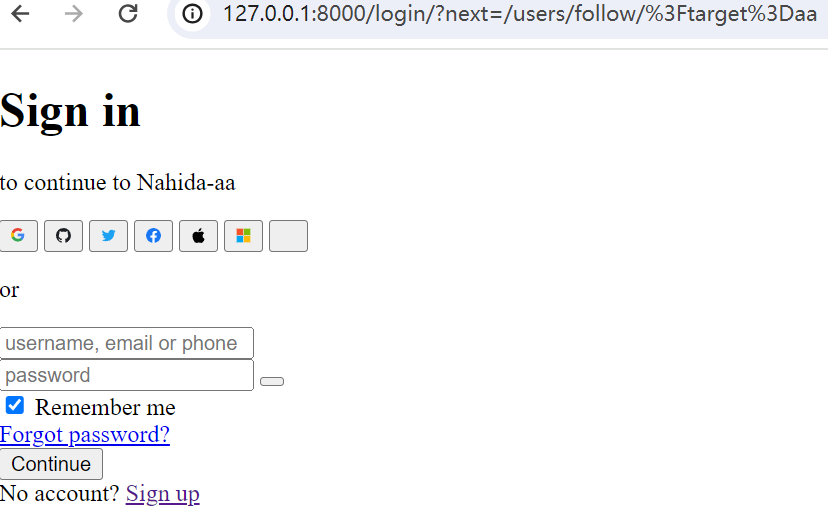 127.0.0.1:8000/login/?next=/users/follow/%3Ftarget%3Daa
Sign in
to continue to Nahida-aa
or
username, email or phone
password
Remember me
Forgot password?
Continue
No account? Sign up